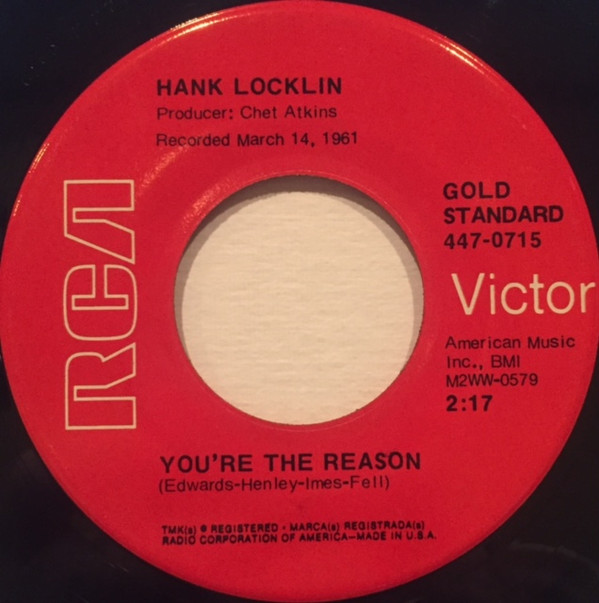 HANK LOCKLIN
Producer: Chet Atkins
Recorded March 14, 1961
RCA
GOLD
STANDARD
447-0715
Victor
American Music
Inc., BMI
M2WW-0579
2:17
YOU'RE THE REASON
(Edwards-Henley-Imes-Fell)
TMK(s) ® REGISTERED • MARCA(s) REGISTRADA(s)
RADIO CORPORATION OF AMERICA—MADE IN U.S.A.